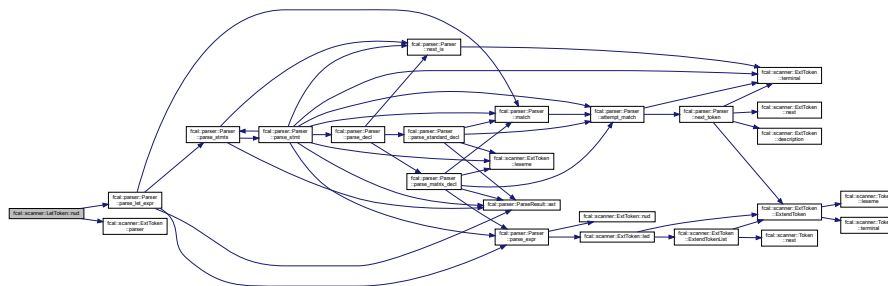 fcal::scanner::LetToken::nud
fcal::parser::Parser
::parse_let_expr
fcal::scanner::ExtToken
::parser
fcal::parser::Parser
::parse_stmts
fcal::parser::Parser
::parse_stmt
fcal::parser::Parser
::parse_decl
fcal::parser::Parser
::next_is
fcal::parser::Parser
::parse_standard_decl
fcal::parser::Parser
::parse_matrix_decl
fcal::parser::Parser
::match
fcal::scanner::ExtToken
::lexeme
fcal::parser::ParseResult::ast
fcal::parser::Parser
::parse_expr
fcal::parser::Parser
::attempt_match
fcal::scanner::ExtToken::nud
fcal::scanner::ExtToken::led
fcal::parser::Parser
::next_token
fcal::scanner::ExtToken
::ExtendTokenList
fcal::scanner::ExtToken
::terminal
fcal::scanner::ExtToken
::next
fcal::scanner::ExtToken
::description
fcal::scanner::ExtToken
::ExtendToken
fcal::scanner::Token
::next
fcal::scanner::Token
::lexeme
fcal::scanner::Token
::terminal